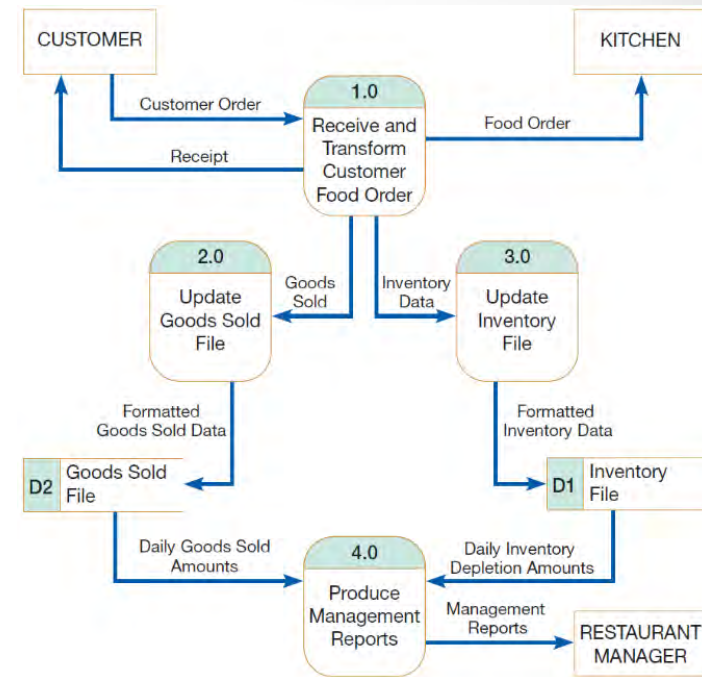 CUSTOMER
KITCHEN
1.0
Customer Order
Receive and
Transform
Customer
Food Order
Food Order
Receipt
2.0
Goods
Sold
Inventory
Data
3.0
Update
Goods Sold
File
Update
Inventory
File
Formatted
Goods Sold Data
Formatted
Inventory Data
D2
Goods Sold
File
D1
Inventory
File
Daily Goods Sold
Amounts
4.0
Daily Inventory
Depletion Amounts
Produce
Management
Reports
Management
Reports
RESTAURANT
MANAGER